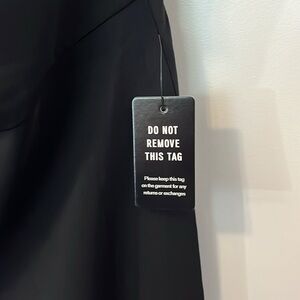 DO NOT
REMOVE
THIS TAG
Please keep this tag
on the garment for any
returns or exchanges